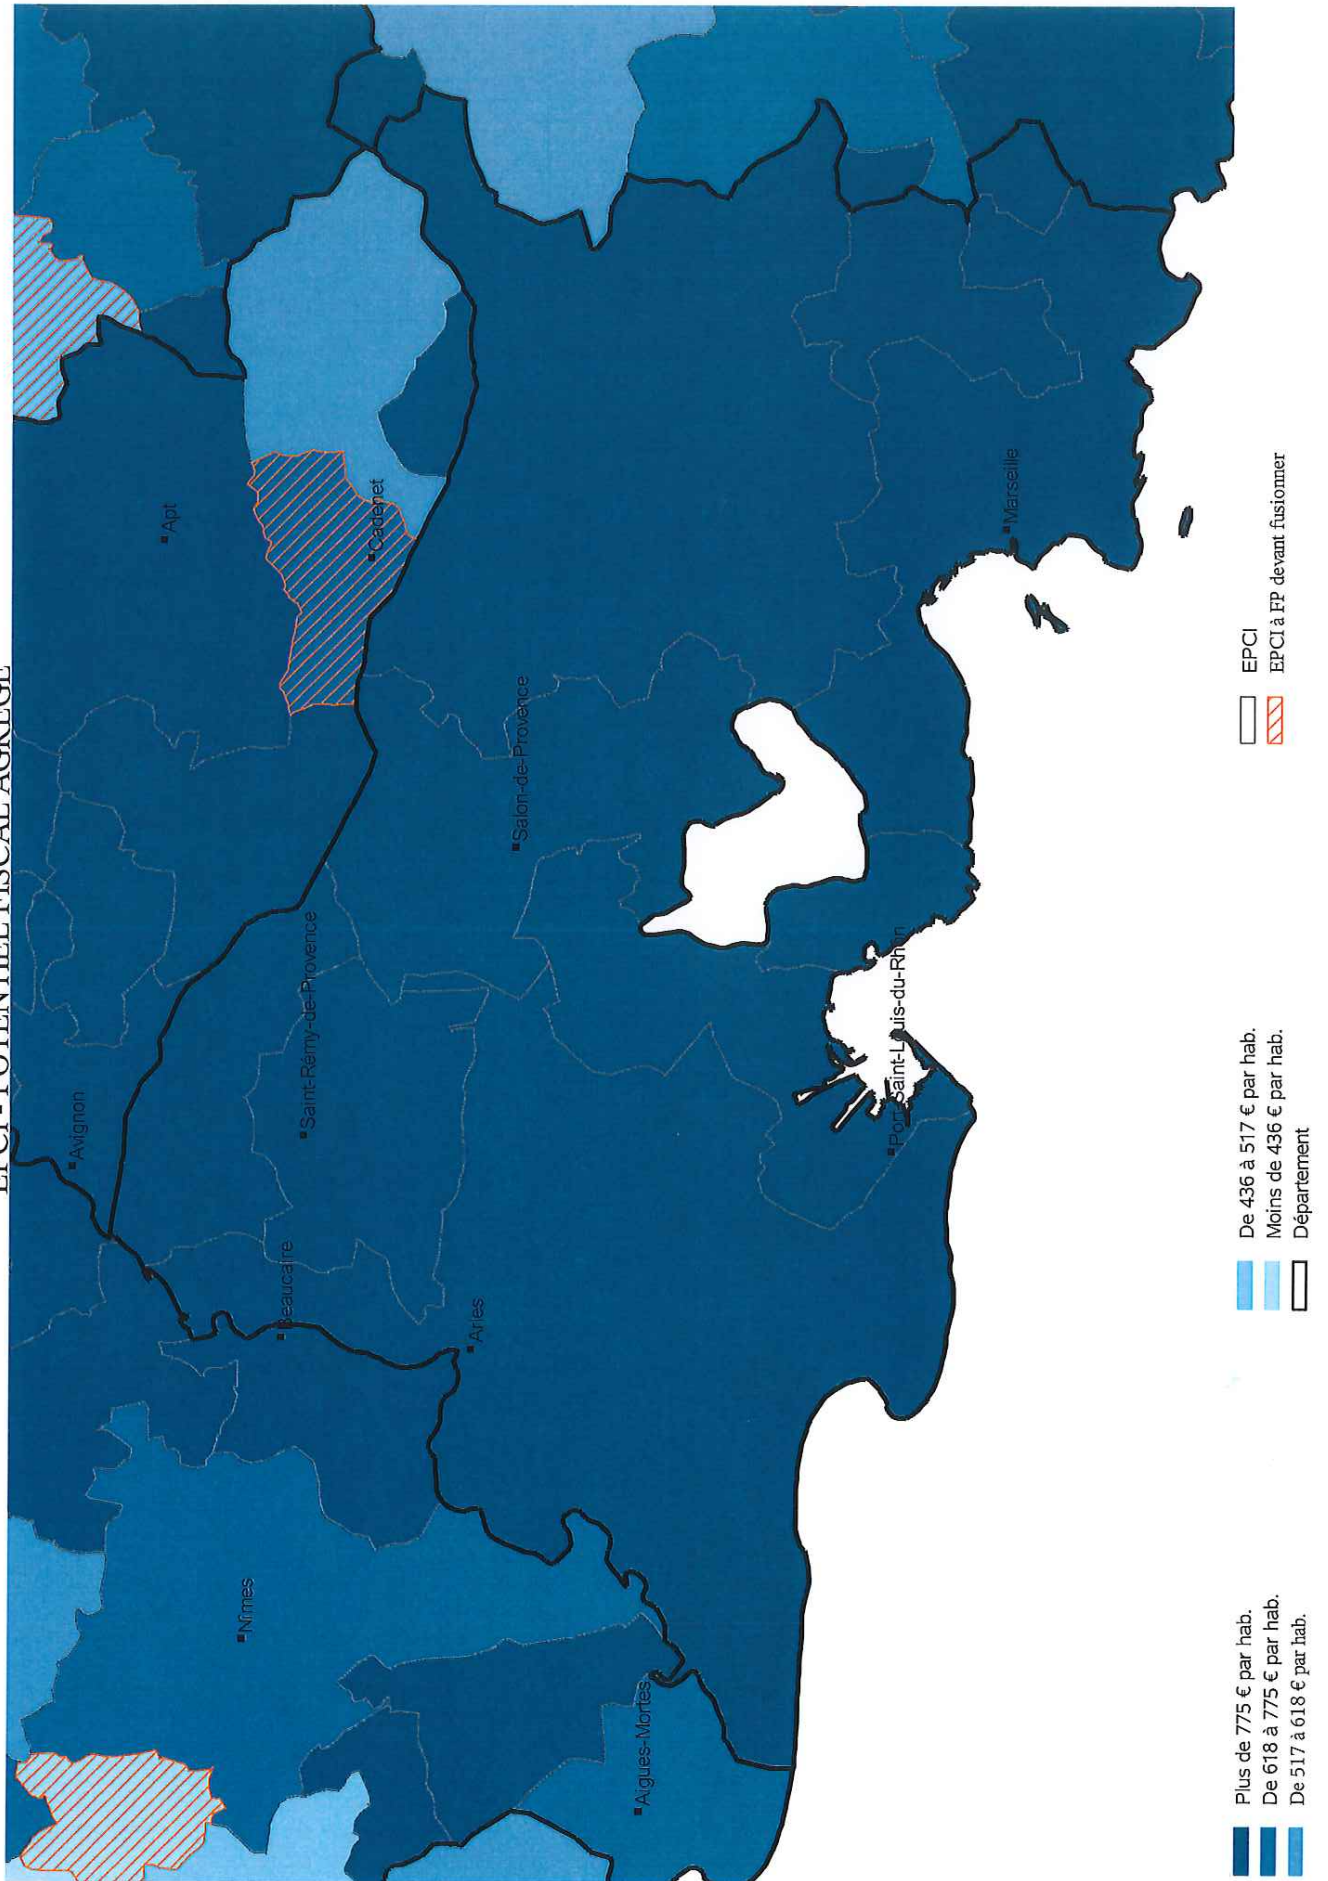 EPCI - POTENTIEL FISCAL AGRÉGÉ
Avignon
Apt
Cadenet
Beaucaire
Saint-Rémy-de-Provence
Nîmes
Arles
Salon-de-Provence
Aigues-Mortes
Port-Saint-Louis-du-Rhôn
Marseille
Plus de 775 € par hab.
De 618 à 775 € par hab.
De 517 à 618 € par hab.
De 436 à 517 € par hab.
Moins de 436 € par hab.
Département
EPCI
EPCI à FP devant fusionner